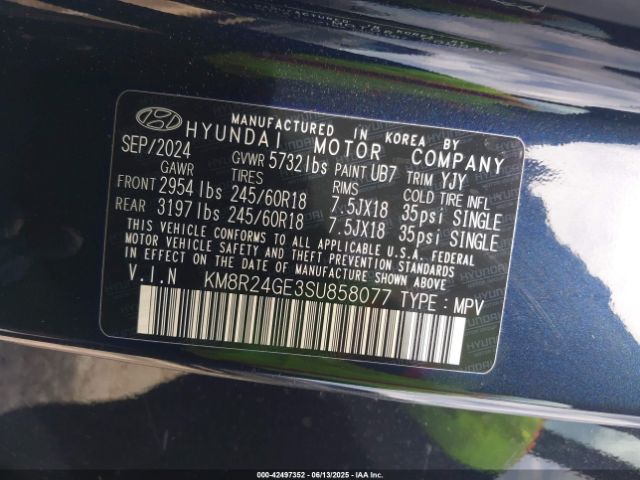 MANUFACTURED IN KOREA BY
HYUNDAI MOTOR COMPANY
SEP/2024 GVWR 5732lbs PAINT UB7 TRIM YJY
GAWR TIRES RIMS COLD TIRE INFL
FRONT 2954 lbs 245/60R18 7.5JX18 35psi SINGLE
REAR 3197 lbs 245/60R18 7.5JX18 35psi SINGLE
THIS VEHICLE CONFORMS TO ALL APPLICABLE U.S.A. FEDERAL
MOTOR VEHICLE SAFETY AND THEFT PREVENTION STANDARDS
IN EFFECT ON THE DATE OF MANUFACTURE SHOWN ABOVE.
V.I.N KM8R24GE3SU858077 TYPE : MPV
000-42497352 - 06/13/2025 - IAA Inc.